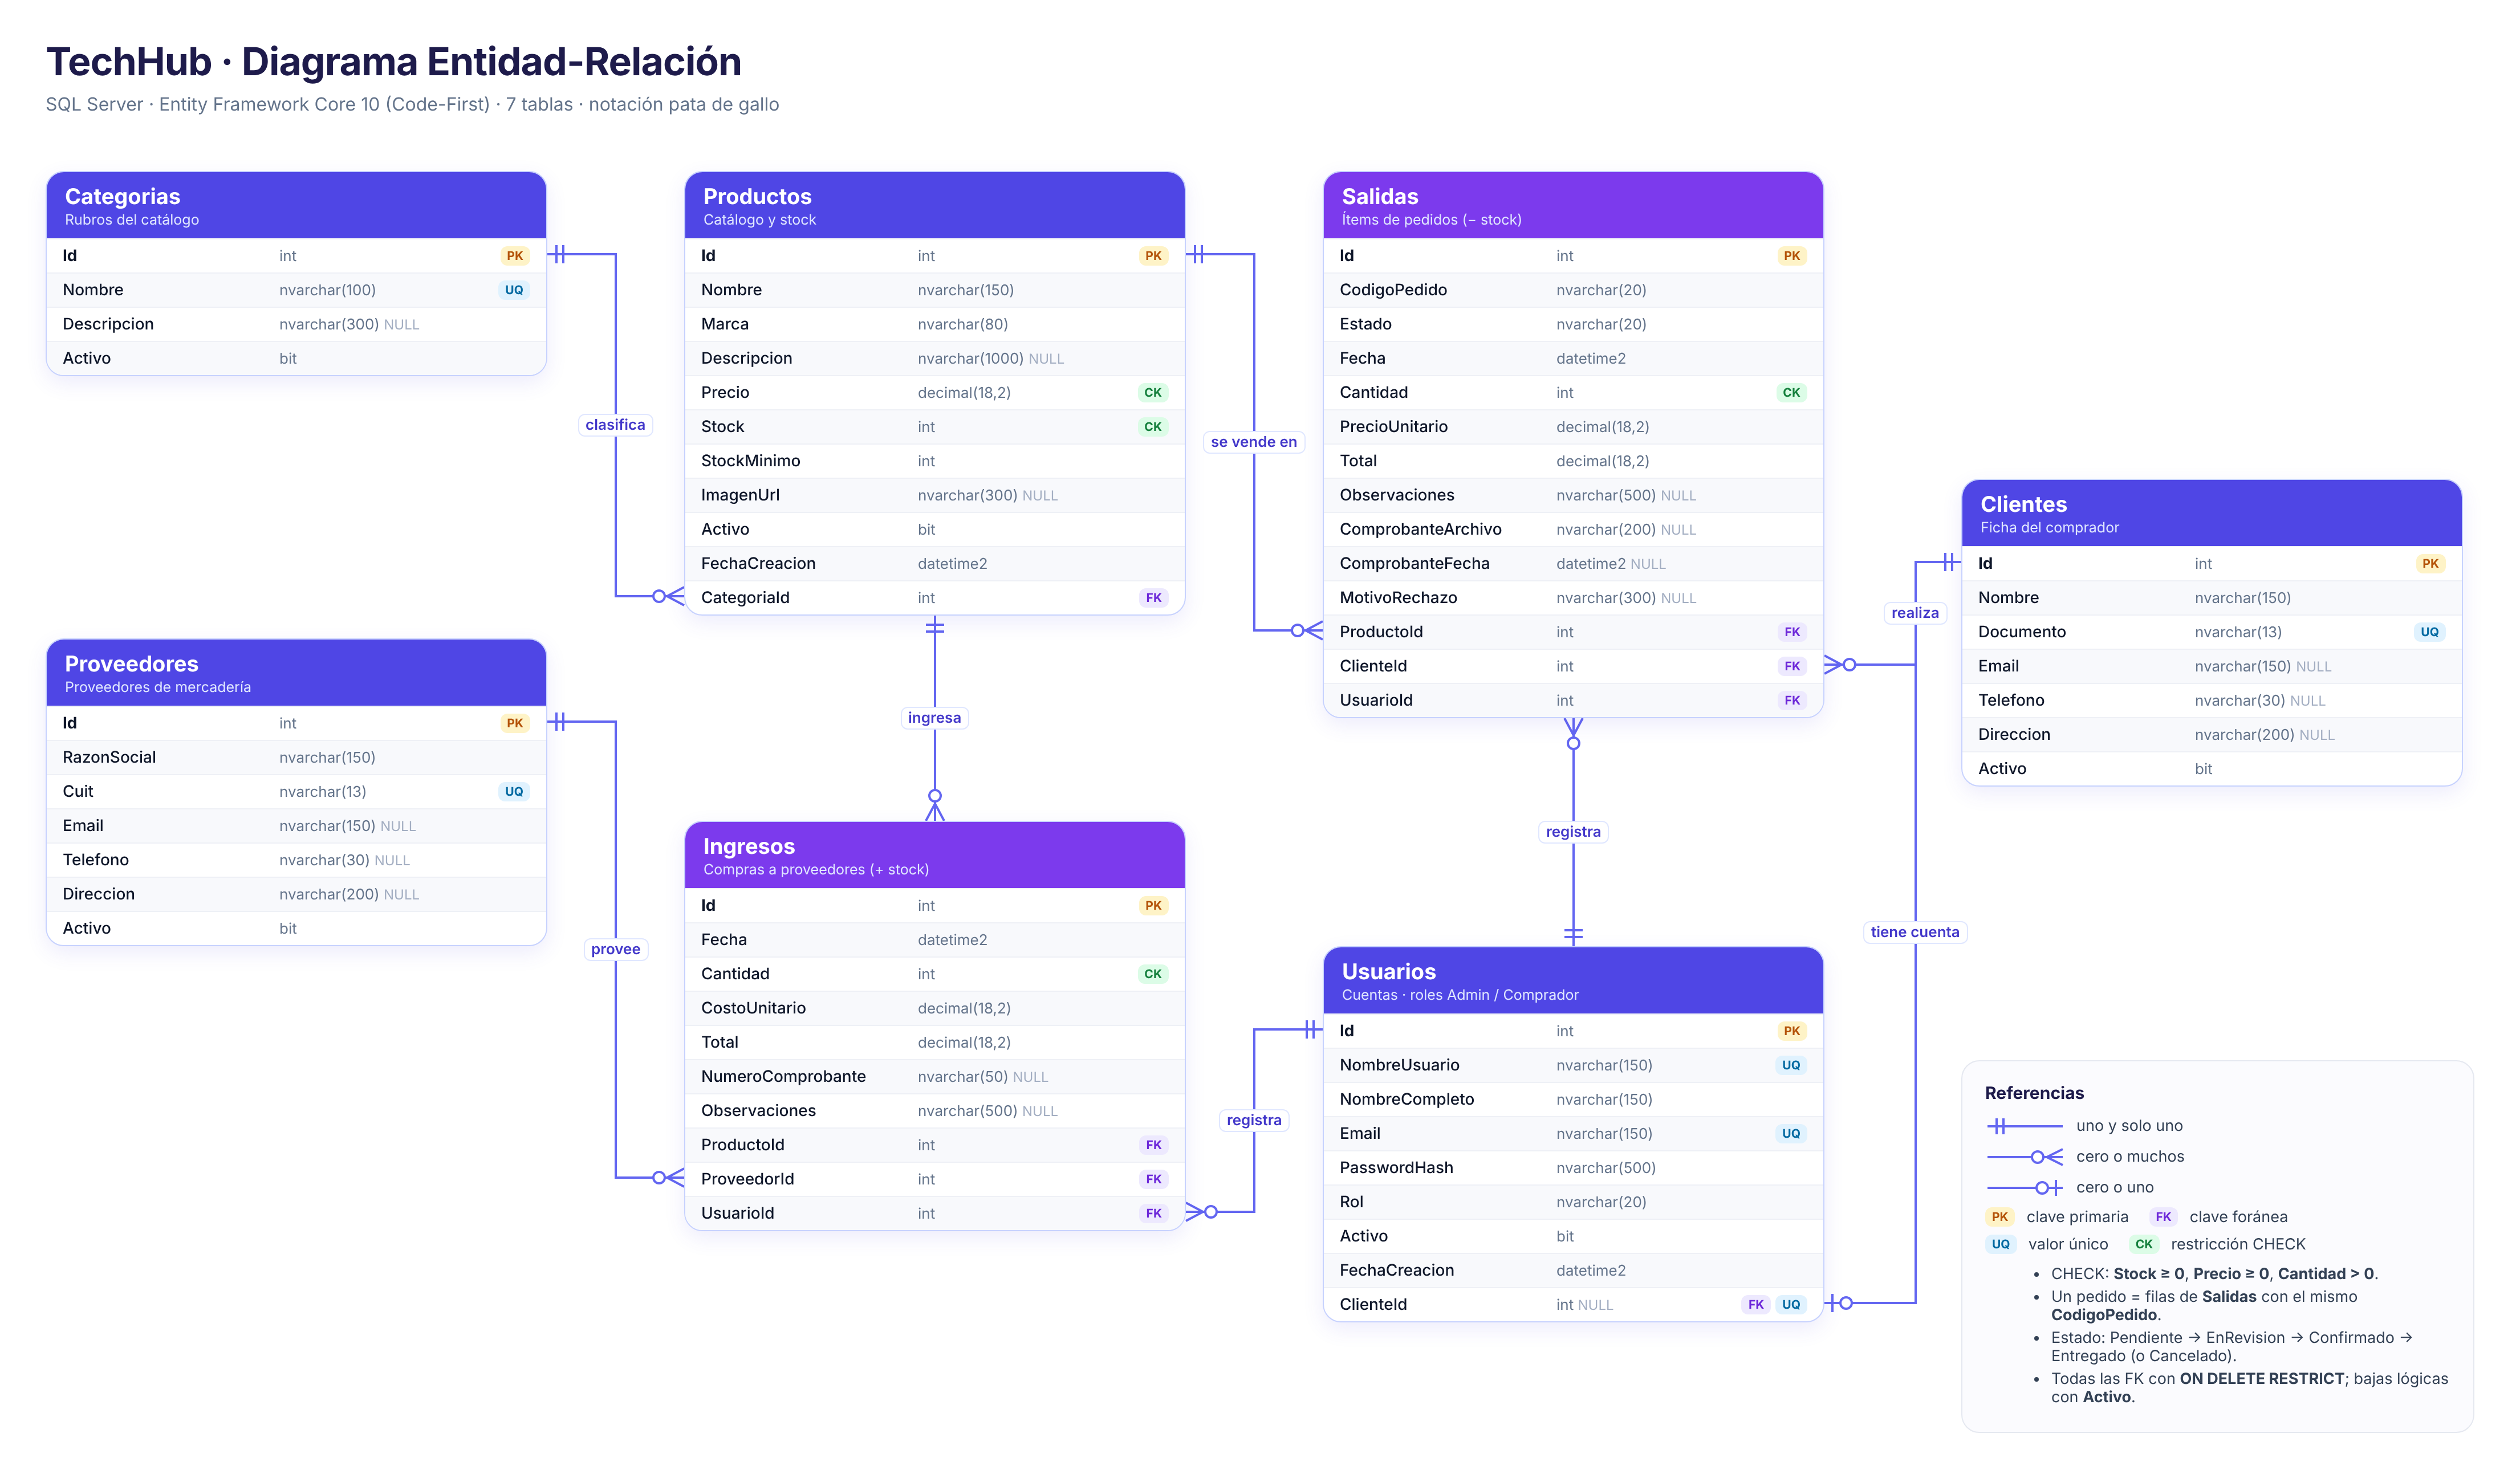 TechHub · Diagrama Entidad-Relación
SQL Server · Entity Framework Core 10 (Code-First) · 7 tablas · notación pata de gallo
Categorias
Rubros del catálogo
Id int PK
Nombre nvarchar(100) UQ
Descripcion nvarchar(300) NULL
Activo bit
clasifica
Proveedores
Proveedores de mercadería
Id int PK
RazonSocial nvarchar(150)
Cuit nvarchar(13) UQ
Email nvarchar(150) NULL
Telefono nvarchar(30) NULL
Direccion nvarchar(200) NULL
Activo bit
provee
Productos
Catálogo y stock
Id int PK
Nombre nvarchar(150)
Marca nvarchar(80)
Descripcion nvarchar(1000) NULL
Precio decimal(18,2) CK
Stock int CK
StockMinimo int
ImagenUrl nvarchar(300) NULL
Activo bit
FechaCreacion datetime2
CategoriaId int FK
ingresa
Ingresos
Compras a proveedores (+ stock)
Id int PK
Fecha datetime2
Cantidad int CK
CostoUnitario decimal(18,2)
Total decimal(18,2)
NumeroComprobante nvarchar(50) NULL
Observaciones nvarchar(500) NULL
ProductoId int FK
ProveedorId int FK
UsuarioId int FK
se vende en
registra
Salidas
Ítems de pedidos (− stock)
Id int PK
CodigoPedido nvarchar(20)
Estado nvarchar(20)
Fecha datetime2
Cantidad int CK
PrecioUnitario decimal(18,2)
Total decimal(18,2)
Observaciones nvarchar(500) NULL
ComprobanteArchivo nvarchar(200) NULL
ComprobanteFecha datetime2 NULL
MotivoRechazo nvarchar(300) NULL
ProductoId int FK
ClienteId int FK
UsuarioId int FK
registra
Usuarios
Cuentas · roles Admin / Comprador
Id int PK
NombreUsuario nvarchar(150) UQ
NombreCompleto nvarchar(150)
Email nvarchar(150) UQ
PasswordHash nvarchar(500)
Rol nvarchar(20)
Activo bit
FechaCreacion datetime2
ClienteId int NULL FK UQ
realiza
tiene cuenta
Clientes
Ficha del comprador
Id int PK
Nombre nvarchar(150)
Documento nvarchar(13) UQ
Email nvarchar(150) NULL
Telefono nvarchar(30) NULL
Direccion nvarchar(200) NULL
Activo bit
Referencias
uno y solo uno
cero o muchos
cero o uno
PK clave primaria FK clave foránea
UQ valor único CK restricción CHECK
• CHECK: Stock ≥ 0, Precio ≥ 0, Cantidad > 0.
• Un pedido = filas de Salidas con el mismo
CodigoPedido.
• Estado: Pendiente → EnRevision → Confirmado →
Entregado (o Cancelado).
• Todas las FK con ON DELETE RESTRICT; bajas lógicas
con Activo.